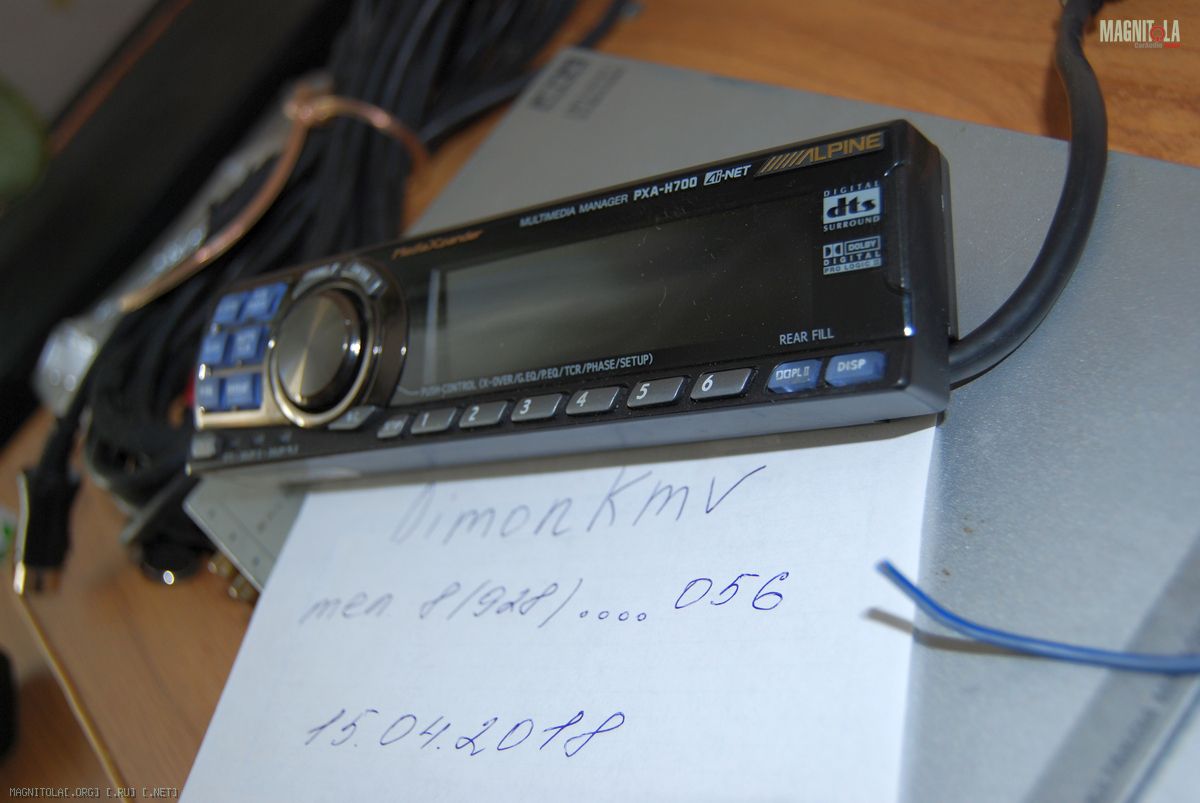 MAGNITOLA
ALPINE
MULTIMEDIA MANAGER PXA-H700 Ai-NET
DIGITAL
dts
SURROUND
DOLBY
DIGITAL
PRO LOGIC II
REAR FILL
PUSH CONTROL (X-OVER/G.EQ/P.EQ/TCR/PHASE/SETUP)
1 2 3 4 5 6 PL II DISP
DimonKmV
тел. 8(928).... 056
15.04.2018
MAGNITOLA[.ORG] [.RU] [.NET]